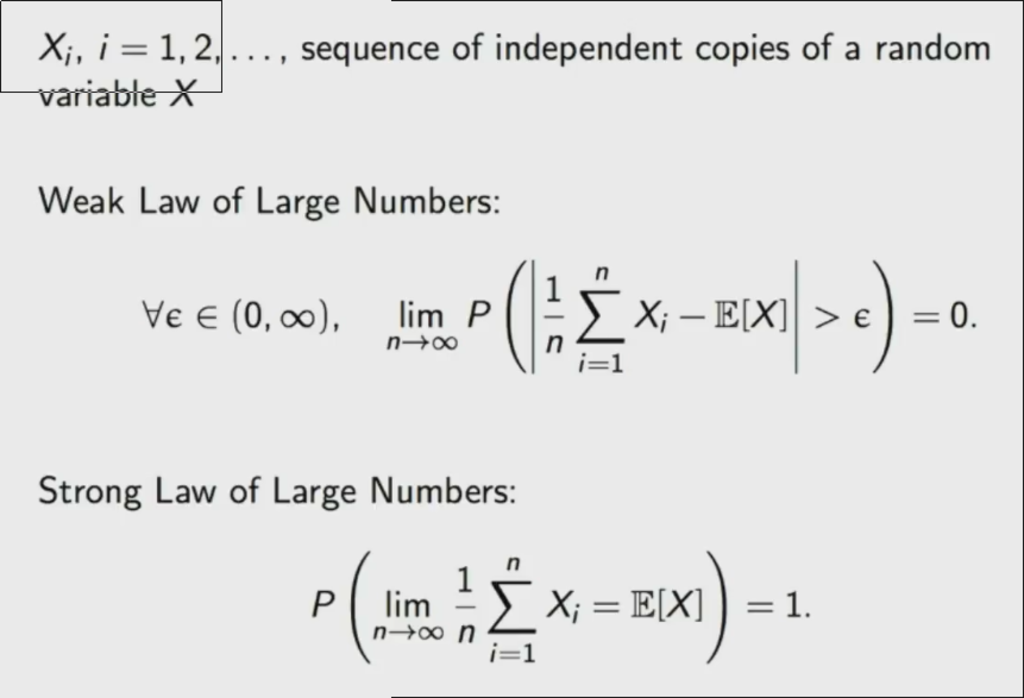 Xᵢ, i = 1, 2, . . . , sequence of independent copies of a random
variable X
Weak Law of Large Numbers:
∀ϵ ∈ (0, ∞), lim_{n→∞} P(|1/n ∑_{i=1}^{n} Xᵢ − 𝔼[X]| > ϵ) = 0.
Strong Law of Large Numbers:
P(lim_{n→∞} 1/n ∑_{i=1}^{n} Xᵢ = 𝔼[X]) = 1.